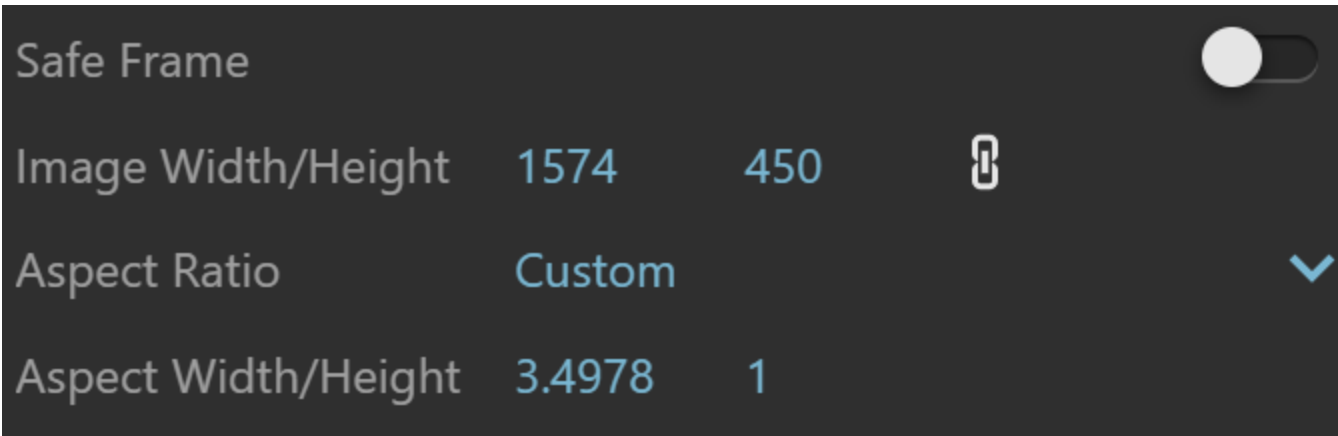 Safe Frame
Image Width/Height 1574 450
Aspect Ratio Custom
Aspect Width/Height 3.4978 1